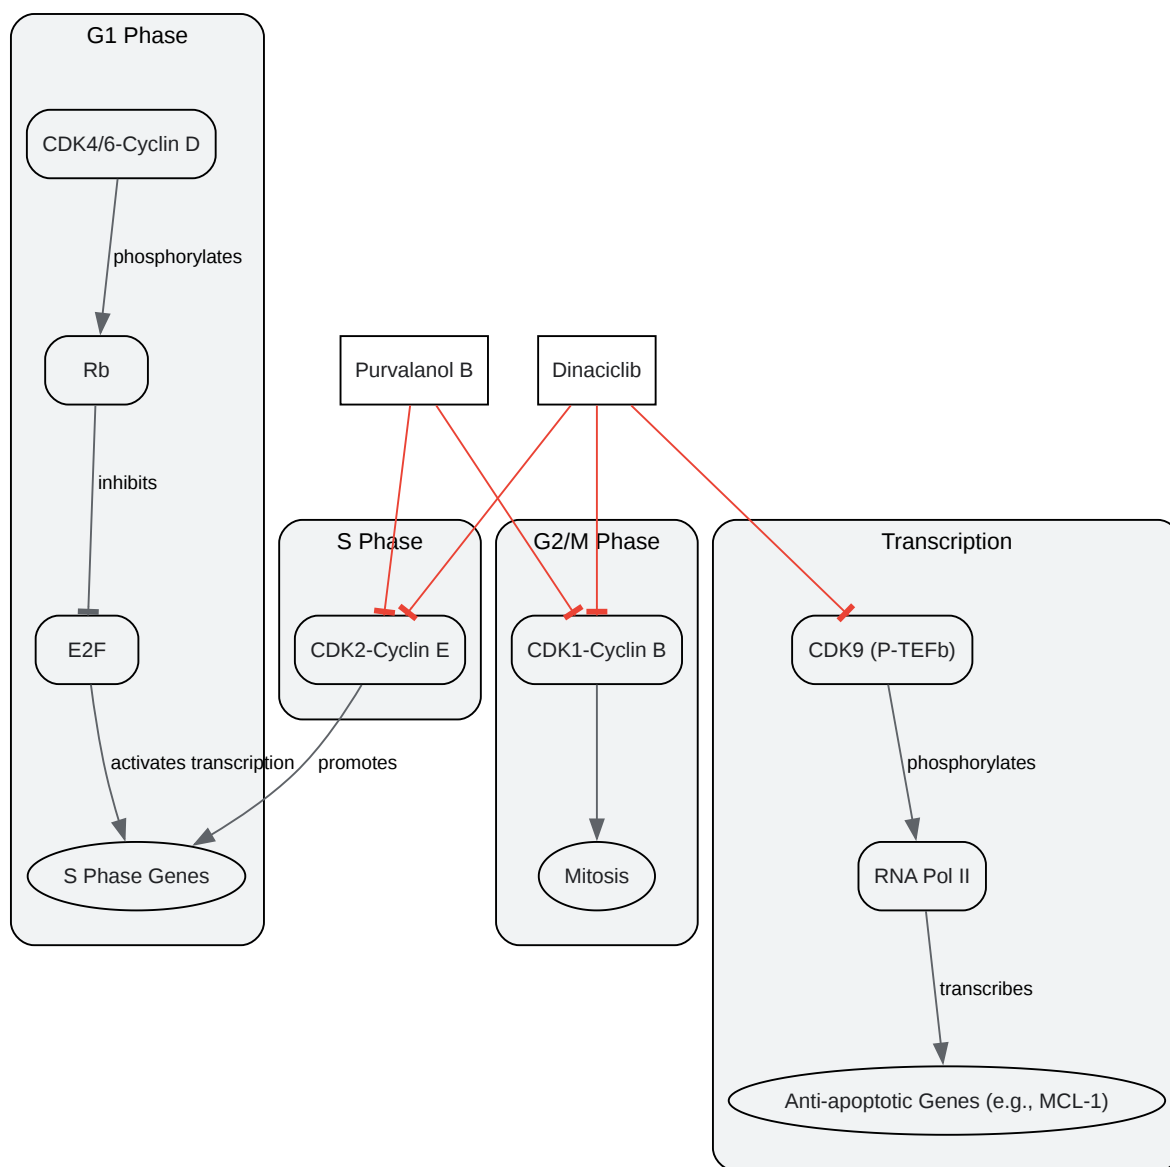 G1 Phase
CDK4/6-Cyclin D
phosphorylates
Rb
Purvalanol B
Dinaciclib
inhibits
S Phase
G2/M Phase
Transcription
E2F
CDK2-Cyclin E
CDK1-Cyclin B
CDK9 (P-TEFb)
activates transcription
promotes
phosphorylates
S Phase Genes
Mitosis
RNA Pol II
transcribes
Anti-apoptotic Genes (e.g., MCL-1)